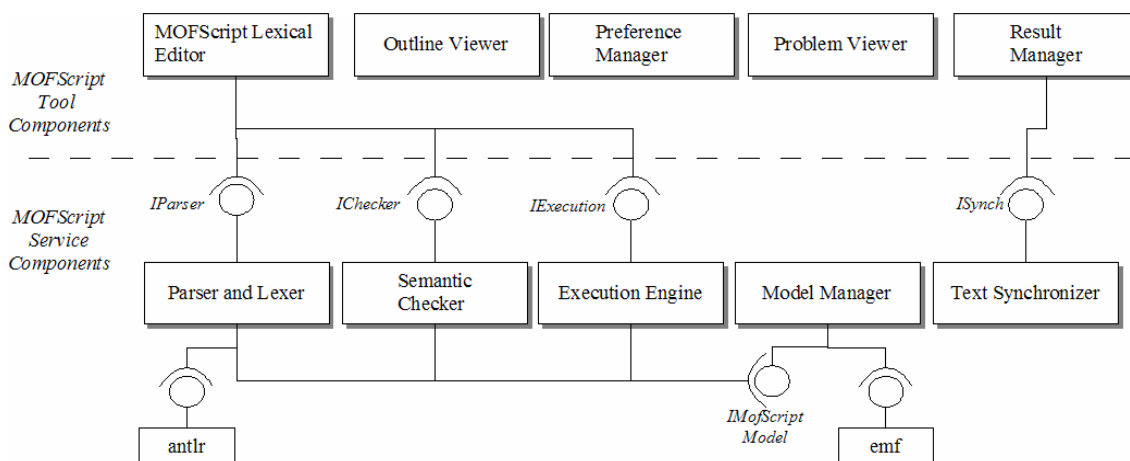 MOFScript Lexical
Editor
Outline Viewer
Preference
Manager
Problem Viewer
Result
Manager
MOFScript
Tool
Components
IParser
IChecker
IExecution
ISynch
MOFScript
Service
Components
Parser and Lexer
Semantic
Checker
Execution Engine
Model Manager
Text Synchronizer
IMofScript
Model
antlr
emf